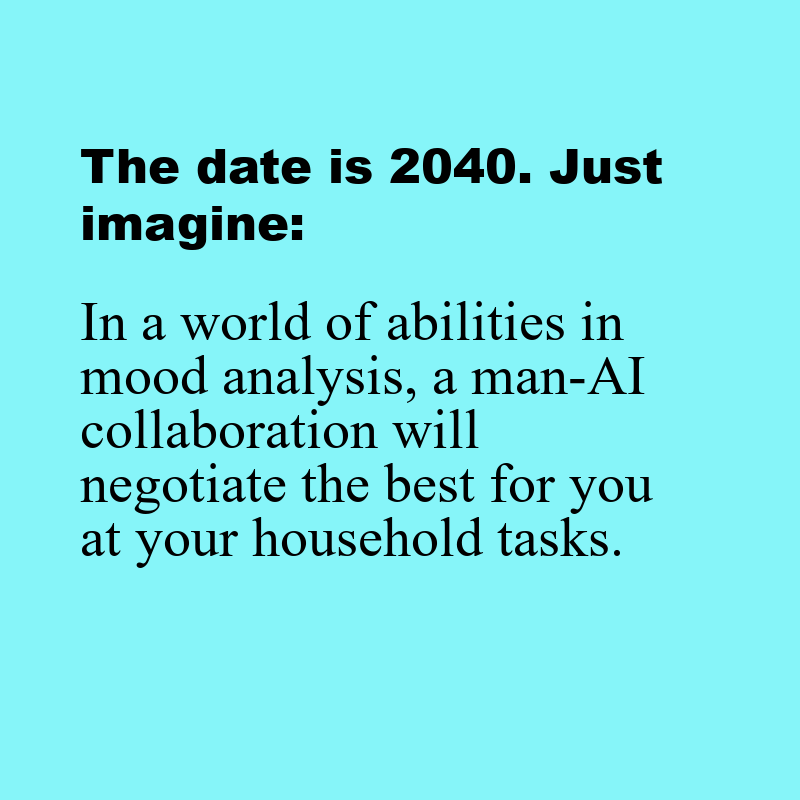 The date is 2040. Just
imagine:
In a world of abilities in
mood analysis, a man-AI
collaboration will
negotiate the best for you
at your household tasks.